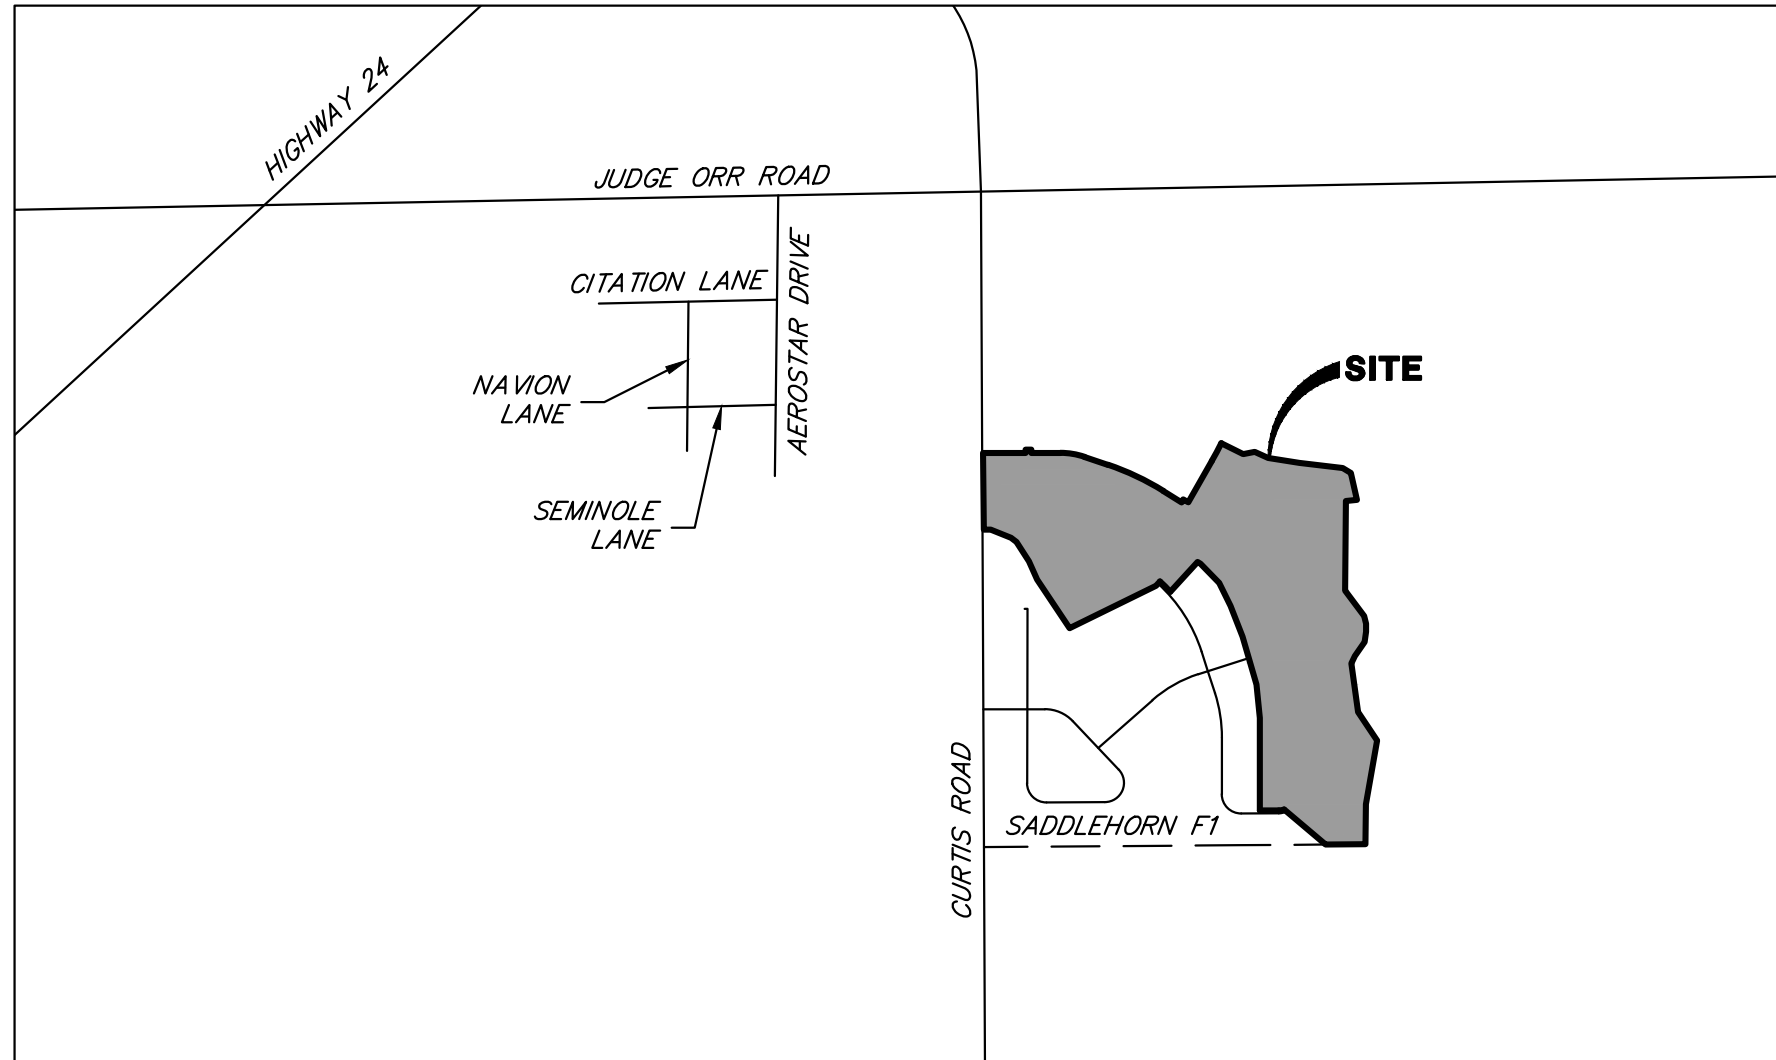 HIGHWAY 24
JUDGE ORR ROAD
CITATION LANE
AEROSTAR DRIVE
NAVION
LANE
SITE
SEMINOLE
LANE
CURTIS ROAD
SADDLEHORN F1